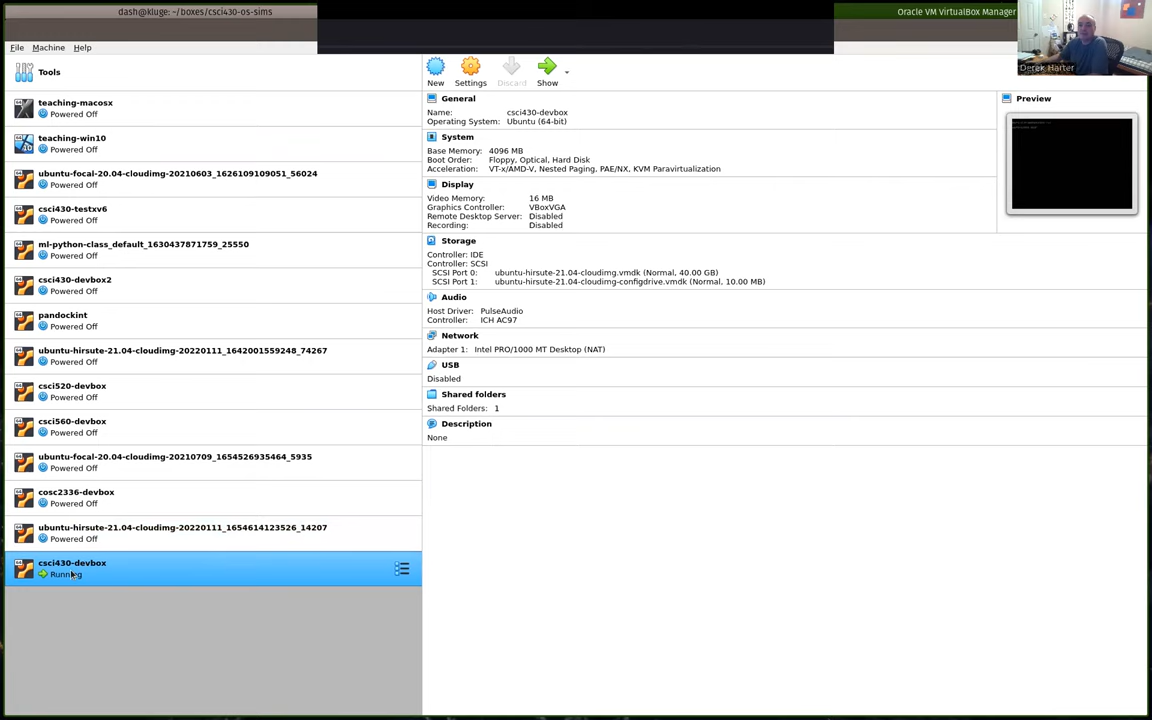 dash@kluge: ~/boxes/csci430-os-sims
Oracle VM VirtualBox Manager
Derek Harter
File Machine Help
Tools
New Settings Discard Show
teaching-macosx
Powered Off
teaching-win10
Powered Off
ubuntu-focal-20.04-cloudimg-20210603_1626109109051_56024
Powered Off
csci430-testxv6
Powered Off
ml-python-class_default_1630437871759_25550
Powered Off
csci430-devbox2
Powered Off
pandockint
Powered Off
ubuntu-hirsute-21.04-cloudimg-20220111_1642001559248_74267
Powered Off
csci520-devbox
Powered Off
csci560-devbox
Powered Off
ubuntu-focal-20.04-cloudimg-20210709_1654526935464_5935
Powered Off
cosc2336-devbox
Powered Off
ubuntu-hirsute-21.04-cloudimg-20220111_1654614123526_14207
Powered Off
csci430-devbox
Running
General
Name: csci430-devbox
Operating System: Ubuntu (64-bit)
System
Base Memory: 4096 MB
Boot Order: Floppy, Optical, Hard Disk
Acceleration: VT-x/AMD-V, Nested Paging, PAE/NX, KVM Paravirtualization
Display
Video Memory: 16 MB
Graphics Controller: VBoxVGA
Remote Desktop Server: Disabled
Recording: Disabled
Storage
Controller: IDE
Controller: SCSI
SCSI Port 0: ubuntu-hirsute-21.04-cloudimg.vmdk (Normal, 40.00 GB)
SCSI Port 1: ubuntu-hirsute-21.04-cloudimg-configdrive.vmdk (Normal, 10.00 MB)
Audio
Host Driver: PulseAudio
Controller: ICH AC97
Network
Adapter 1: Intel PRO/1000 MT Desktop (NAT)
USB
Disabled
Shared folders
Shared Folders: 1
Description
None
Preview